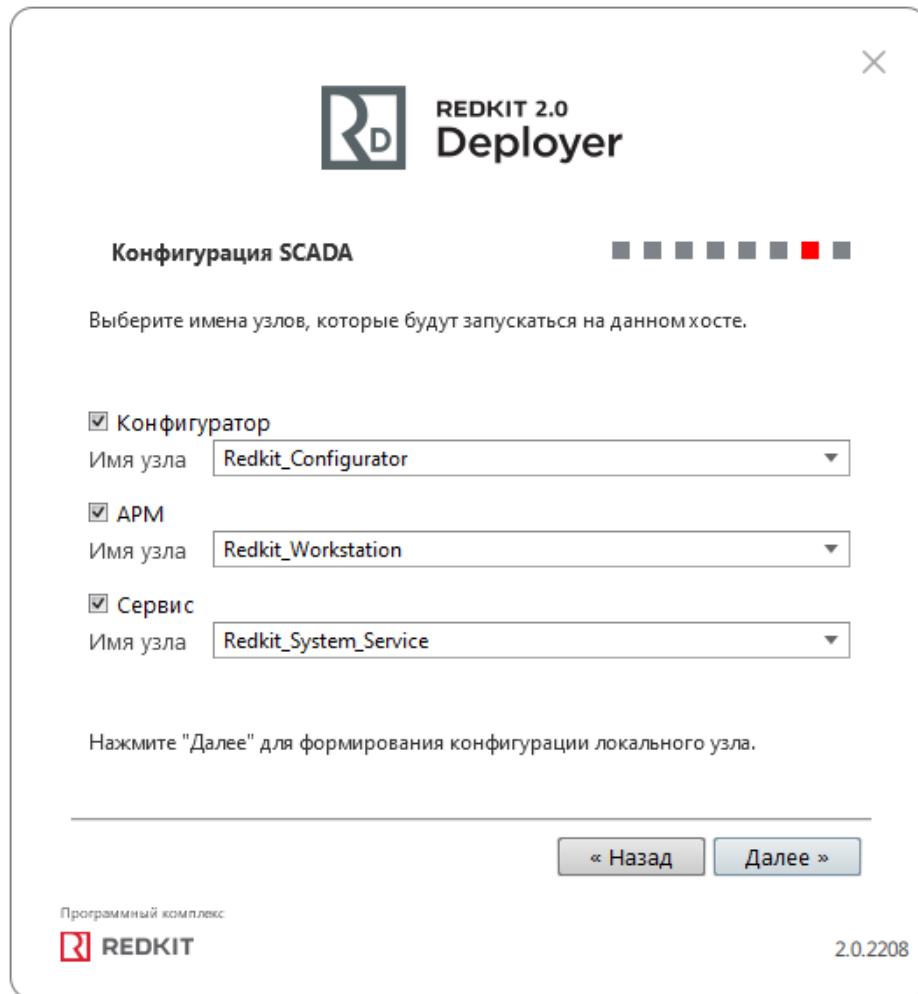 REDKIT 2.0
Deployer
Конфигурация SCADA
Выберите имена узлов, которые будут запускаться на данном хосте.
Конфигуратор
Имя узла Redkit_Configurator
АРМ
Имя узла Redkit_Workstation
Сервис
Имя узла Redkit_System_Service
Нажмите "Далее" для формирования конфигурации локального узла.
« Назад Далее »
Программный комплекс
REDKIT 2.0.2208